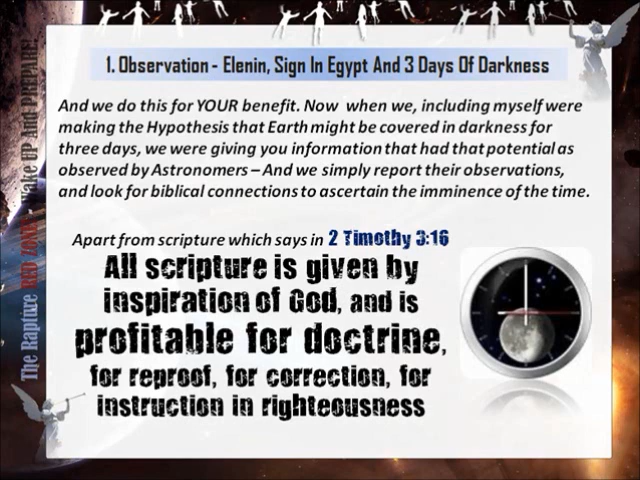 1. Observation - Elenin, Sign In Egypt And 3 Days Of Darkness
And we do this for YOUR benefit. Now when we, including myself were
making the Hypothesis that Earth might be covered in darkness for
three days, we were giving you information that had that potential as
observed by Astronomers – And we simply report their observations,
and look for biblical connections to ascertain the imminence of the time.
Apart from scripture which says in 2 Timothy 3:16
All scripture is given by
inspiration of God, and is
profitable for doctrine,
for reproof, for correction, for
instruction in righteousness
The Rapture RED ZONE - Wake UP And PREPARE!